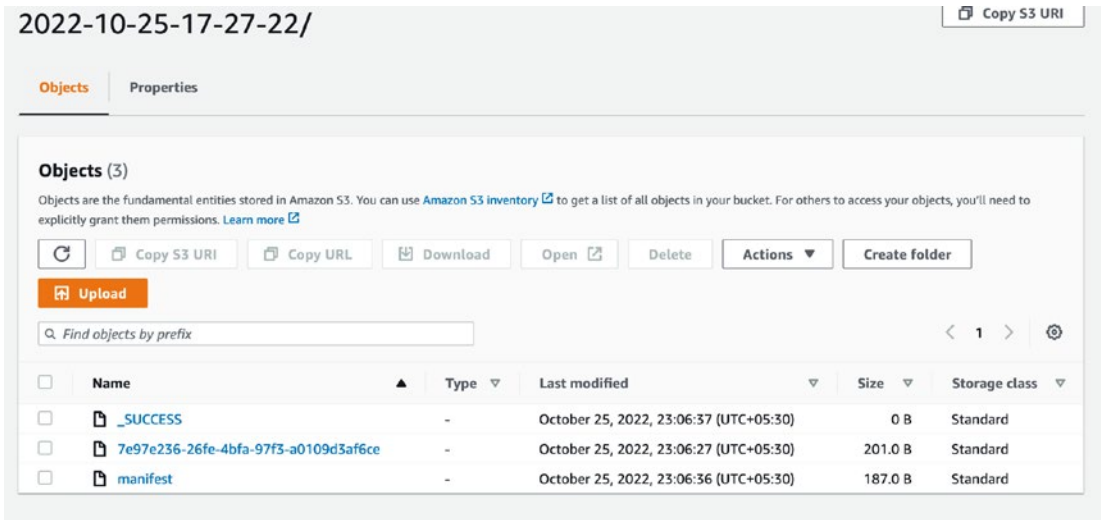 2022-10-25-17-27-22/
Copy S3 URI
Objects
Properties
Objects (3)
Objects are the fundamental entities stored in Amazon S3. You can use Amazon S3 inventory to get a list of all objects in your bucket. For others to access your objects, you'll need to
explicitly grant them permissions. Learn more
Copy S3 URI
Copy URL
Download
Open
Delete
Actions
Create folder
Upload
Find objects by prefix
1
Name Type Last modified Size Storage class
_SUCCESS - October 25, 2022, 23:06:37 (UTC+05:30) 0 B Standard
7e97e236-26fe-4bfa-97f3-a0109d3af6ce - October 25, 2022, 23:06:27 (UTC+05:30) 201.0 B Standard
manifest - October 25, 2022, 23:06:36 (UTC+05:30) 187.0 B Standard